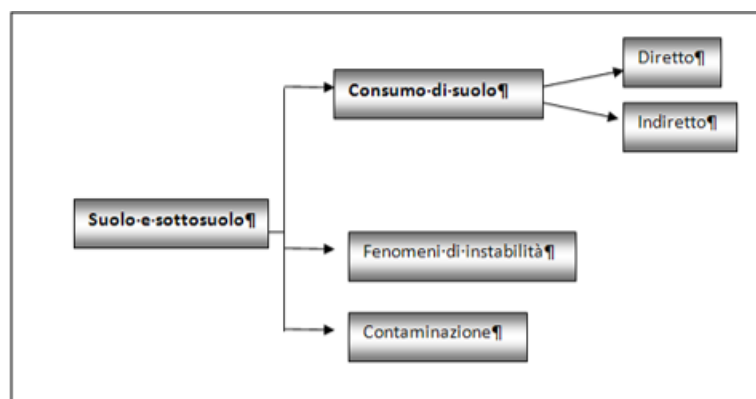 Diretto¶
Consumo·di·suolo¶
Indiretto¶
Suolo·e·sottosuolo¶
Fenomeni·di·instabilità¶
Contaminazione¶